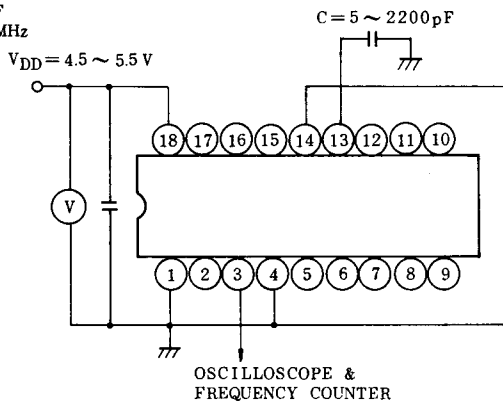 F
MHz
C = 5 ~ 2200pF
VDD = 4.5 ~ 5.5 V
18 17 16 15 14 13 12 11 10
V
1 2 3 4 5 6 7 8 9
OSCILLOSCOPE &
FREQUENCY COUNTER